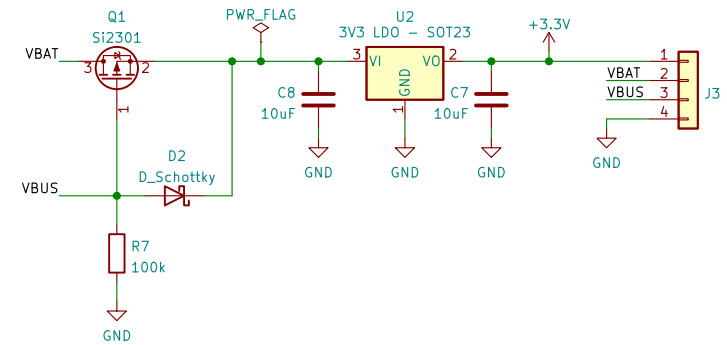 Q1
Si2301
VBAT
3
2
1
PWR_FLAG
U2
3V3 LDO - SOT23
3
VI
VO
2
GND
1
+3.3V
C8
10uF
C7
10uF
GND
GND
GND
1
VBAT
2
VBUS
3
4
J3
GND
D2
D_Schottky
VBUS
R7
100k
GND